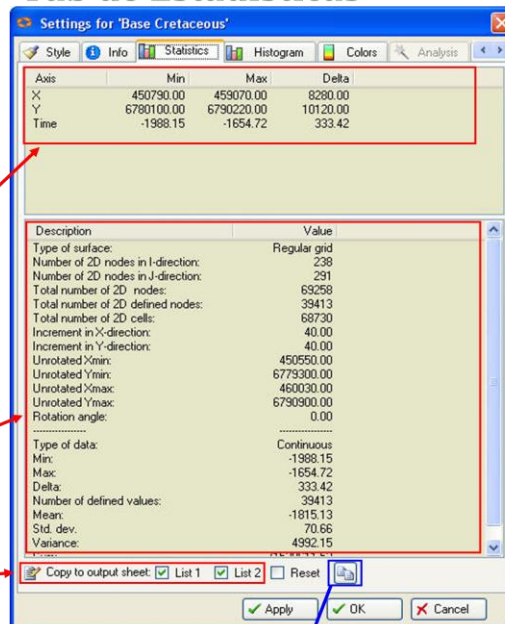 Settings for 'Base Cretaceous'
Style Info Statistics Histogram Colors Analysis
Axis Min Max Delta
X 450790.00 459070.00 8280.00
Y 6780100.00 6790220.00 10120.00
Time -1988.15 -1654.72 333.42
Description Value
Type of surface: Regular grid
Number of 2D nodes in I-direction: 238
Number of 2D nodes in J-direction: 291
Total number of 2D nodes: 69258
Total number of 2D defined nodes: 39413
Total number of 2D cells: 68730
Increment in X-direction: 40.00
Increment in Y-direction: 40.00
Unrotated Xmin: 450550.00
Unrotated Ymin: 6779300.00
Unrotated Xmax: 460030.00
Unrotated Ymax: 6790900.00
Rotation angle: 0.00
---------------- ----------------
Type of data: Continuous
Min: -1988.15
Max: -1654.72
Delta: 333.42
Number of defined values: 39413
Mean: -1815.13
Std. dev. 70.66
Variance: 4992.15
Copy to output sheet: List 1 List 2 Reset
Apply OK Cancel